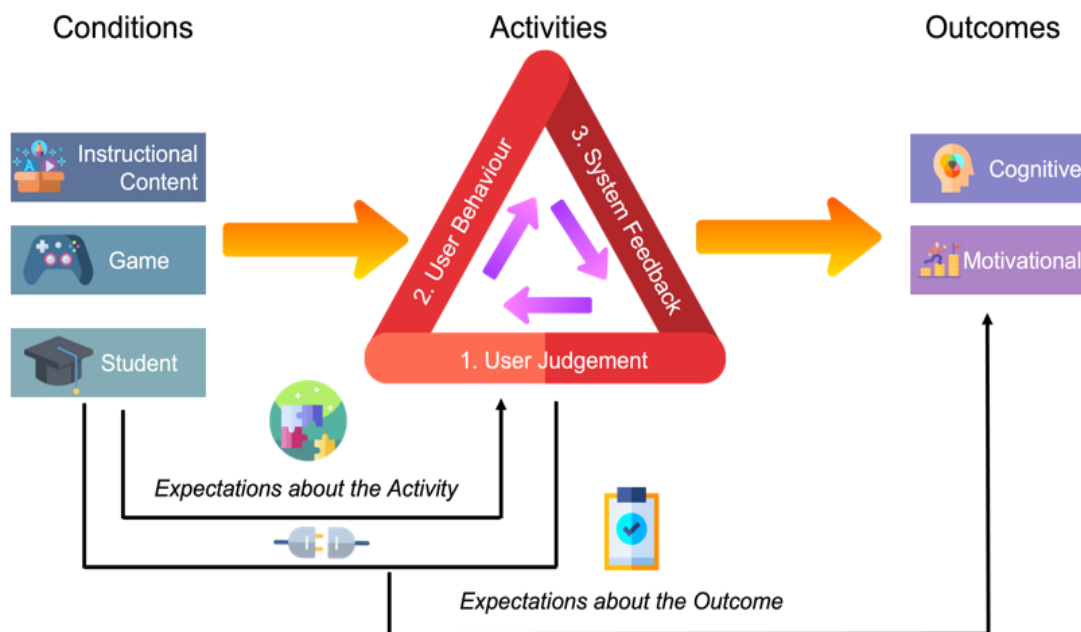 Conditions
Activities
Outcomes
Instructional
Content
Game
Student
2. User Behaviour
3. System Feedback
1. User Judgement
Cognitive
Motivational
Expectations about the Activity
Expectations about the Outcome